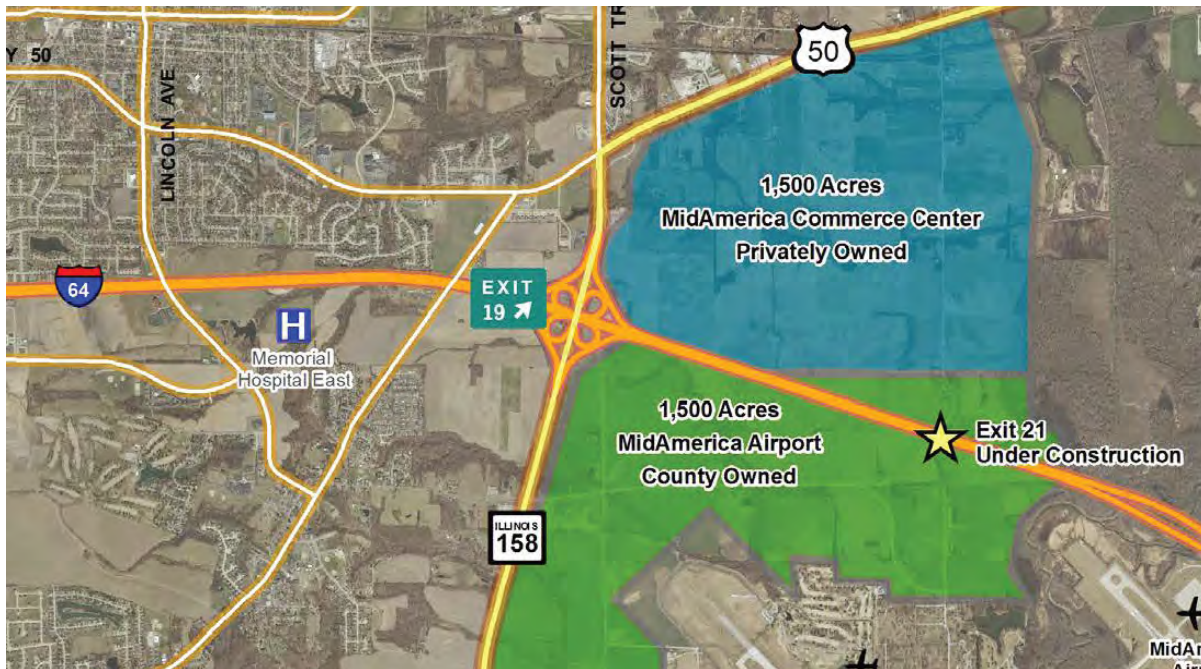 Y 50
LINCOLN AVE
SCOTT TR
50
1,500 Acres
MidAmerica Commerce Center
Privately Owned
64
EXIT
19
H
Memorial
Hospital East
1,500 Acres
MidAmerica Airport
County Owned
Exit 21
Under Construction
ILLINOIS
158
MidA